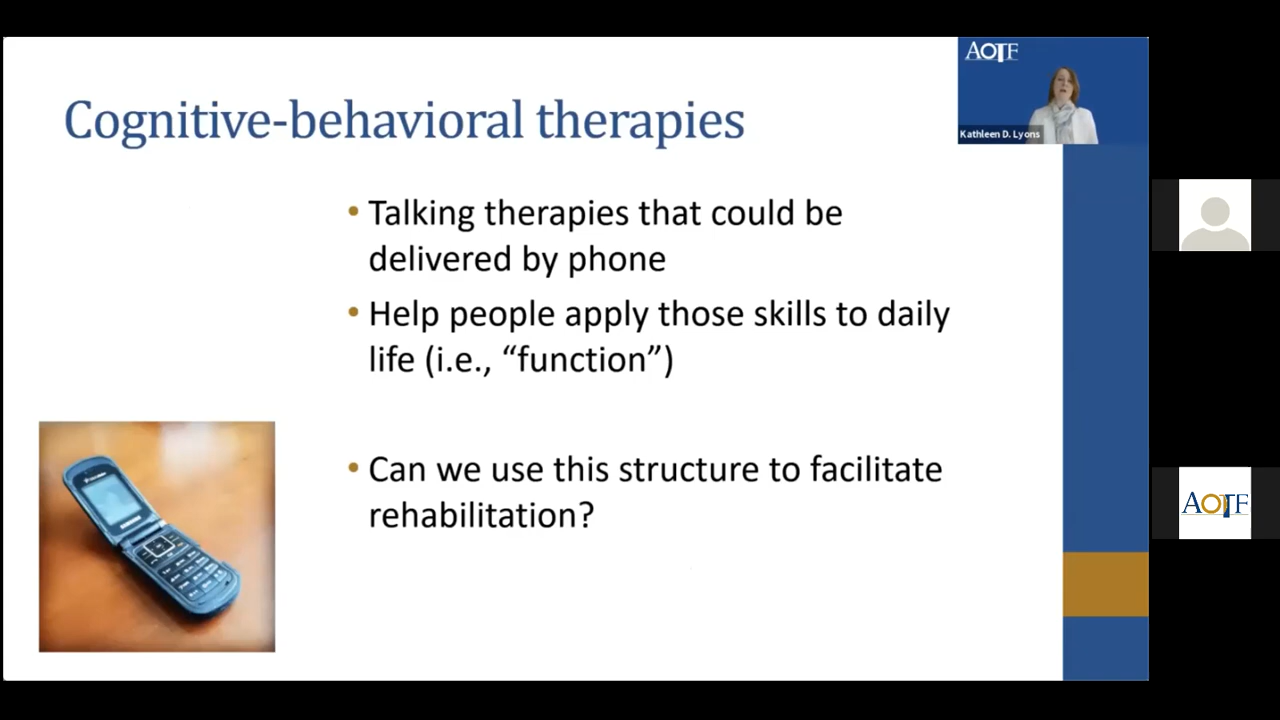 AOTF
Cognitive-behavioral therapies
Kathleen D. Lyons
• Talking therapies that could be
delivered by phone
• Help people apply those skills to daily
life (i.e., “function”)
• Can we use this structure to facilitate
rehabilitation?
AOTF